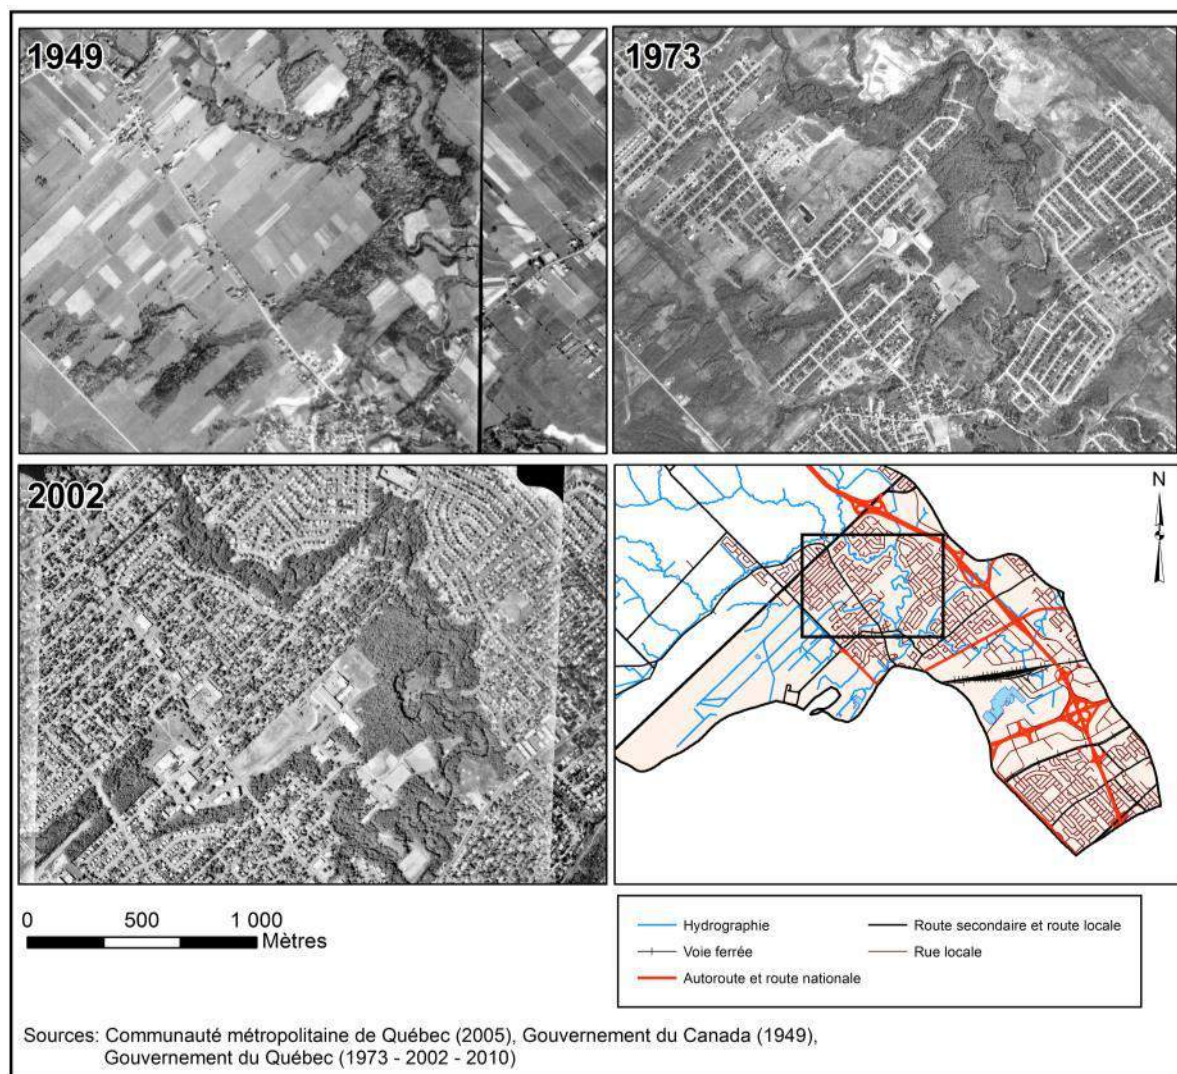 1949
1973
2002
N
0 500 1 000
Mètres
Hydrographie
Voie ferrée
Autoroute et route nationale
Route secondaire et route locale
Rue locale
Sources: Communauté métropolitaine de Québec (2005), Gouvernement du Canada (1949),
Gouvernement du Québec (1973 - 2002 - 2010)